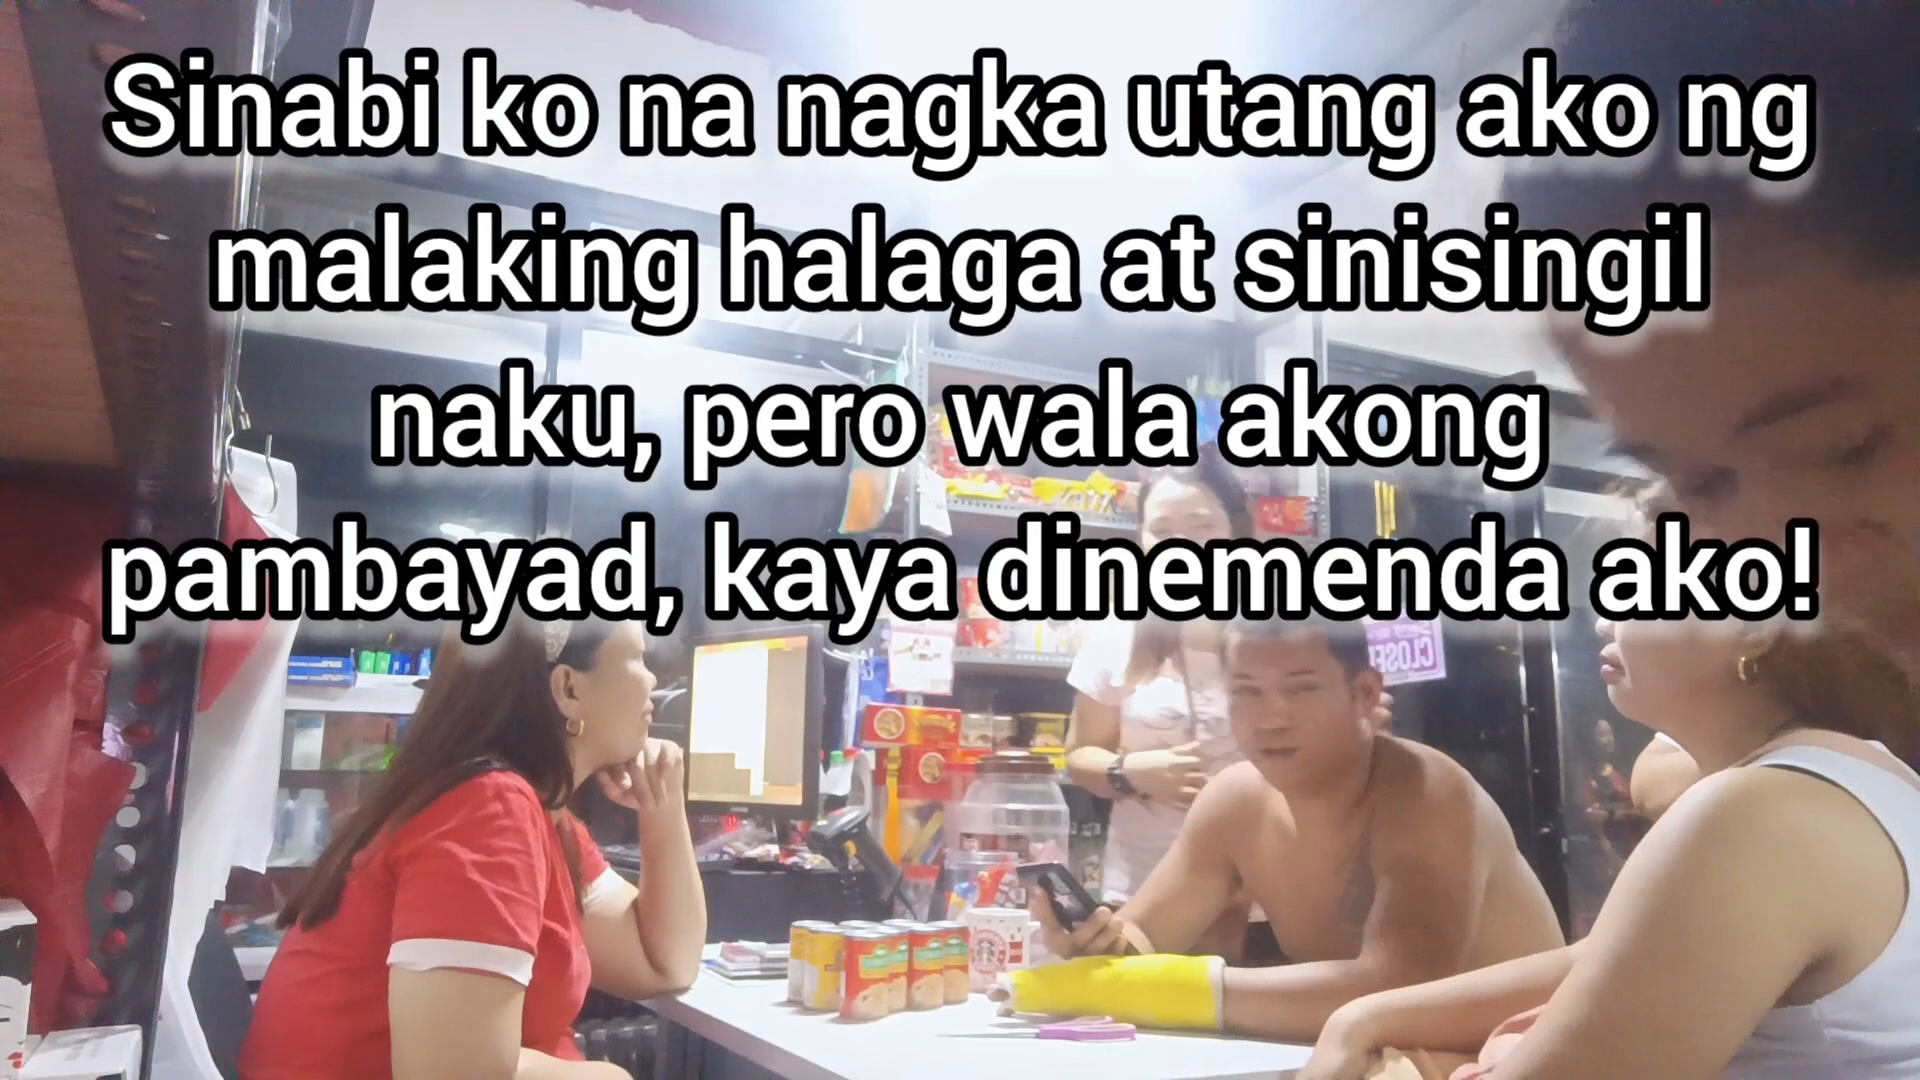 Sinabi ko na nagka utang ako ng
malaking halaga at sinisingil
naku, pero wala akong
pambayad, kaya dinemenda ako!
CLOSE